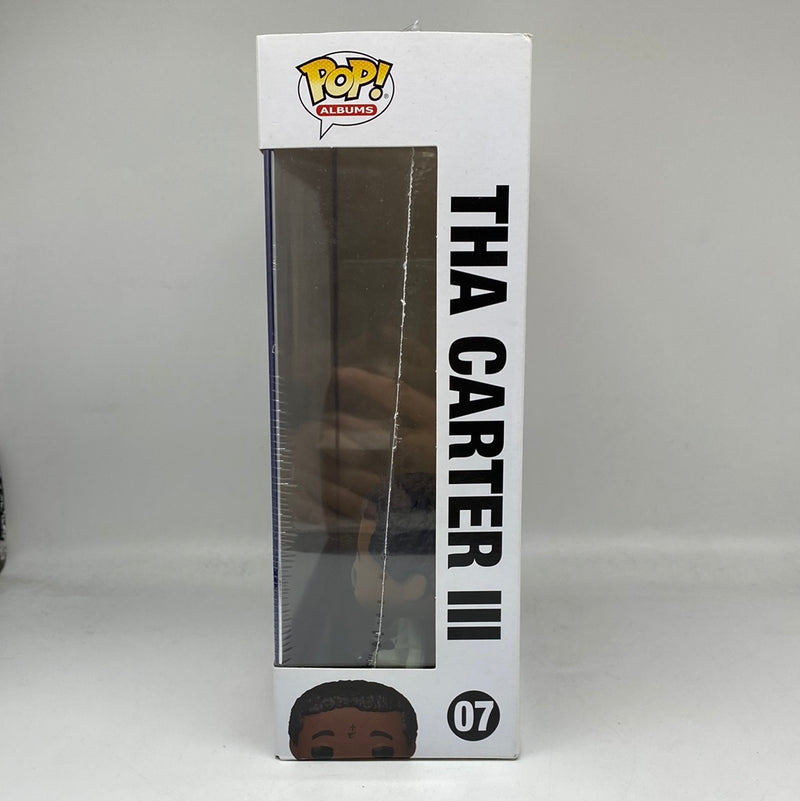 POP!
ALBUMS
THA CARTER III
07